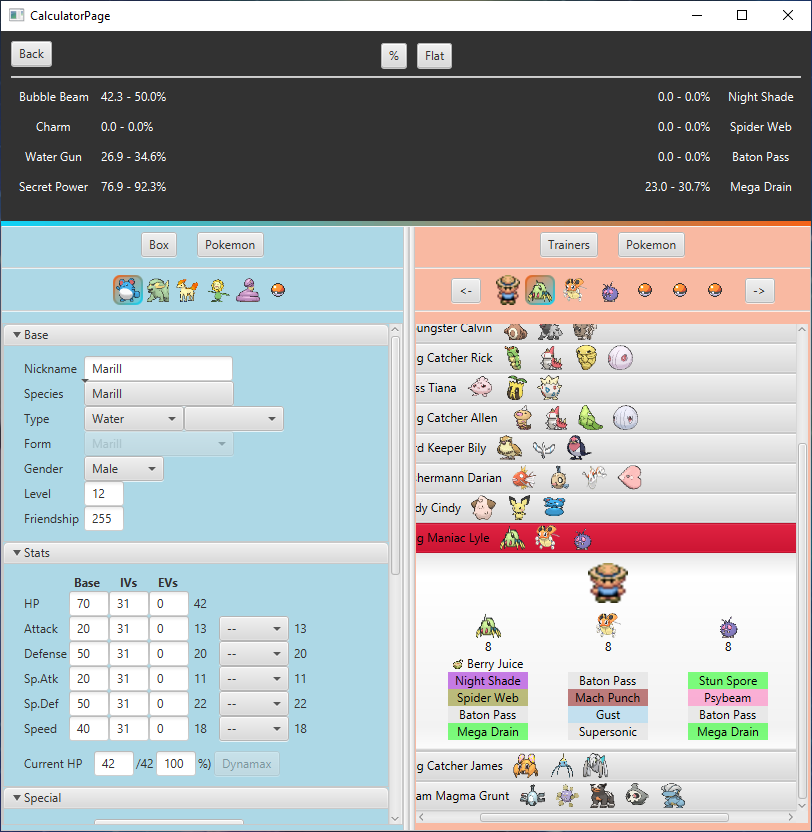 CalculatorPage
Back
% Flat
Bubble Beam 42.3 - 50.0% 0.0 - 0.0% Night Shade
Charm 0.0 - 0.0% 0.0 - 0.0% Spider Web
Water Gun 26.9 - 34.6% 0.0 - 0.0% Baton Pass
Secret Power 76.9 - 92.3% 23.0 - 30.7% Mega Drain
Box Pokemon
Base
Nickname Marill
Species Marill
Type Water
Form Marill
Gender Male
Level 12
Friendship 255
Stats
Base IVs EVs
HP 70 31 0 42
Attack 20 31 0 13 -- 13
Defense 50 31 0 20 -- 20
Sp.Atk 20 31 0 11 -- 11
Sp.Def 50 31 0 22 -- 22
Speed 40 31 0 18 -- 18
Current HP 42 /42 100 %) Dynamax
Special
Trainers Pokemon
<- ->
oungster Calvin
g Catcher Rick
ss Tiana
g Catcher Allen
rd Keeper Bily
shermann Darian
dy Cindy
g Maniac Lyle
8 8 8
Berry Juice
Night Shade Baton Pass Stun Spore
Spider Web Mach Punch Psybeam
Baton Pass Gust Baton Pass
Mega Drain Supersonic Mega Drain
g Catcher James
am Magma Grunt